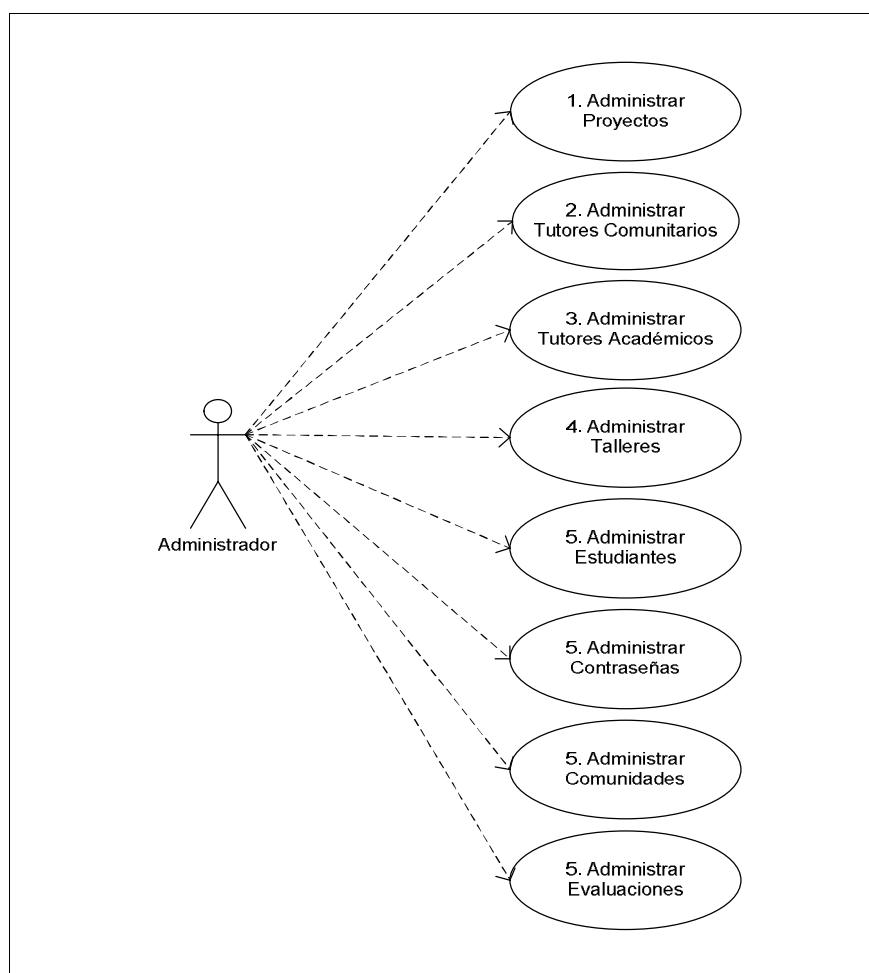 1. Administrar
Proyectos
2. Administrar
Tutores Comunitarios
3. Administrar
Tutores Académicos
4. Administrar
Talleres
Administrador
5. Administrar
Estudiantes
5. Administrar
Contraseñas
5. Administrar
Comunidades
5. Administrar
Evaluaciones